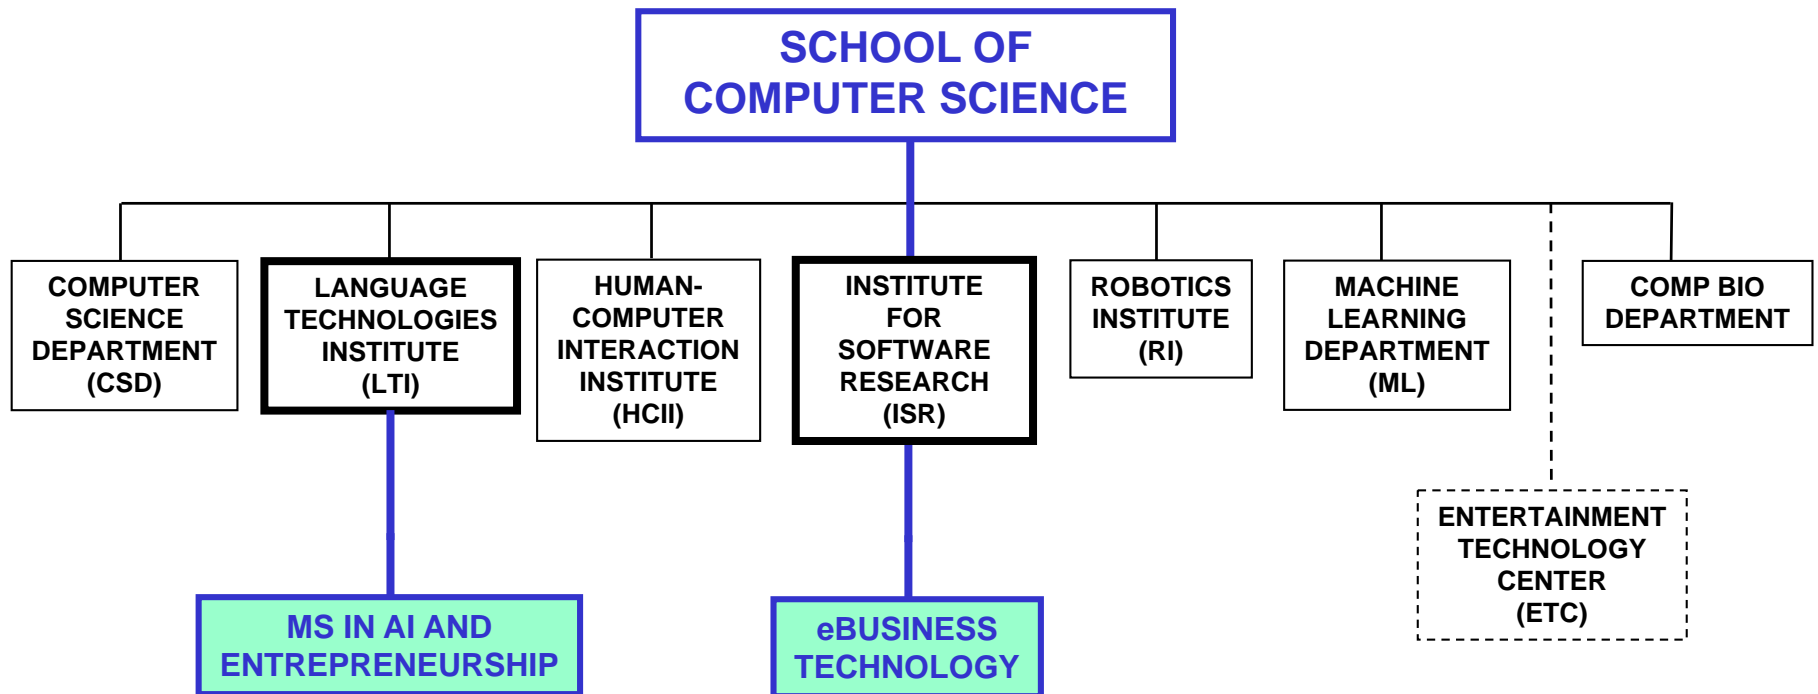 SCHOOL OF
COMPUTER SCIENCE
COMPUTER
SCIENCE
DEPARTMENT
(CSD)
LANGUAGE
TECHNOLOGIES
INSTITUTE
(LTI)
HUMAN-
COMPUTER
INTERACTION
INSTITUTE
(HCII)
INSTITUTE
FOR
SOFTWARE
RESEARCH
(ISR)
ROBOTICS
INSTITUTE
(RI)
MACHINE
LEARNING
DEPARTMENT
(ML)
COMP BIO
DEPARTMENT
ENTERTAINMENT
TECHNOLOGY
CENTER
(ETC)
MS IN AI AND
ENTREPRENEURSHIP
eBUSINESS
TECHNOLOGY